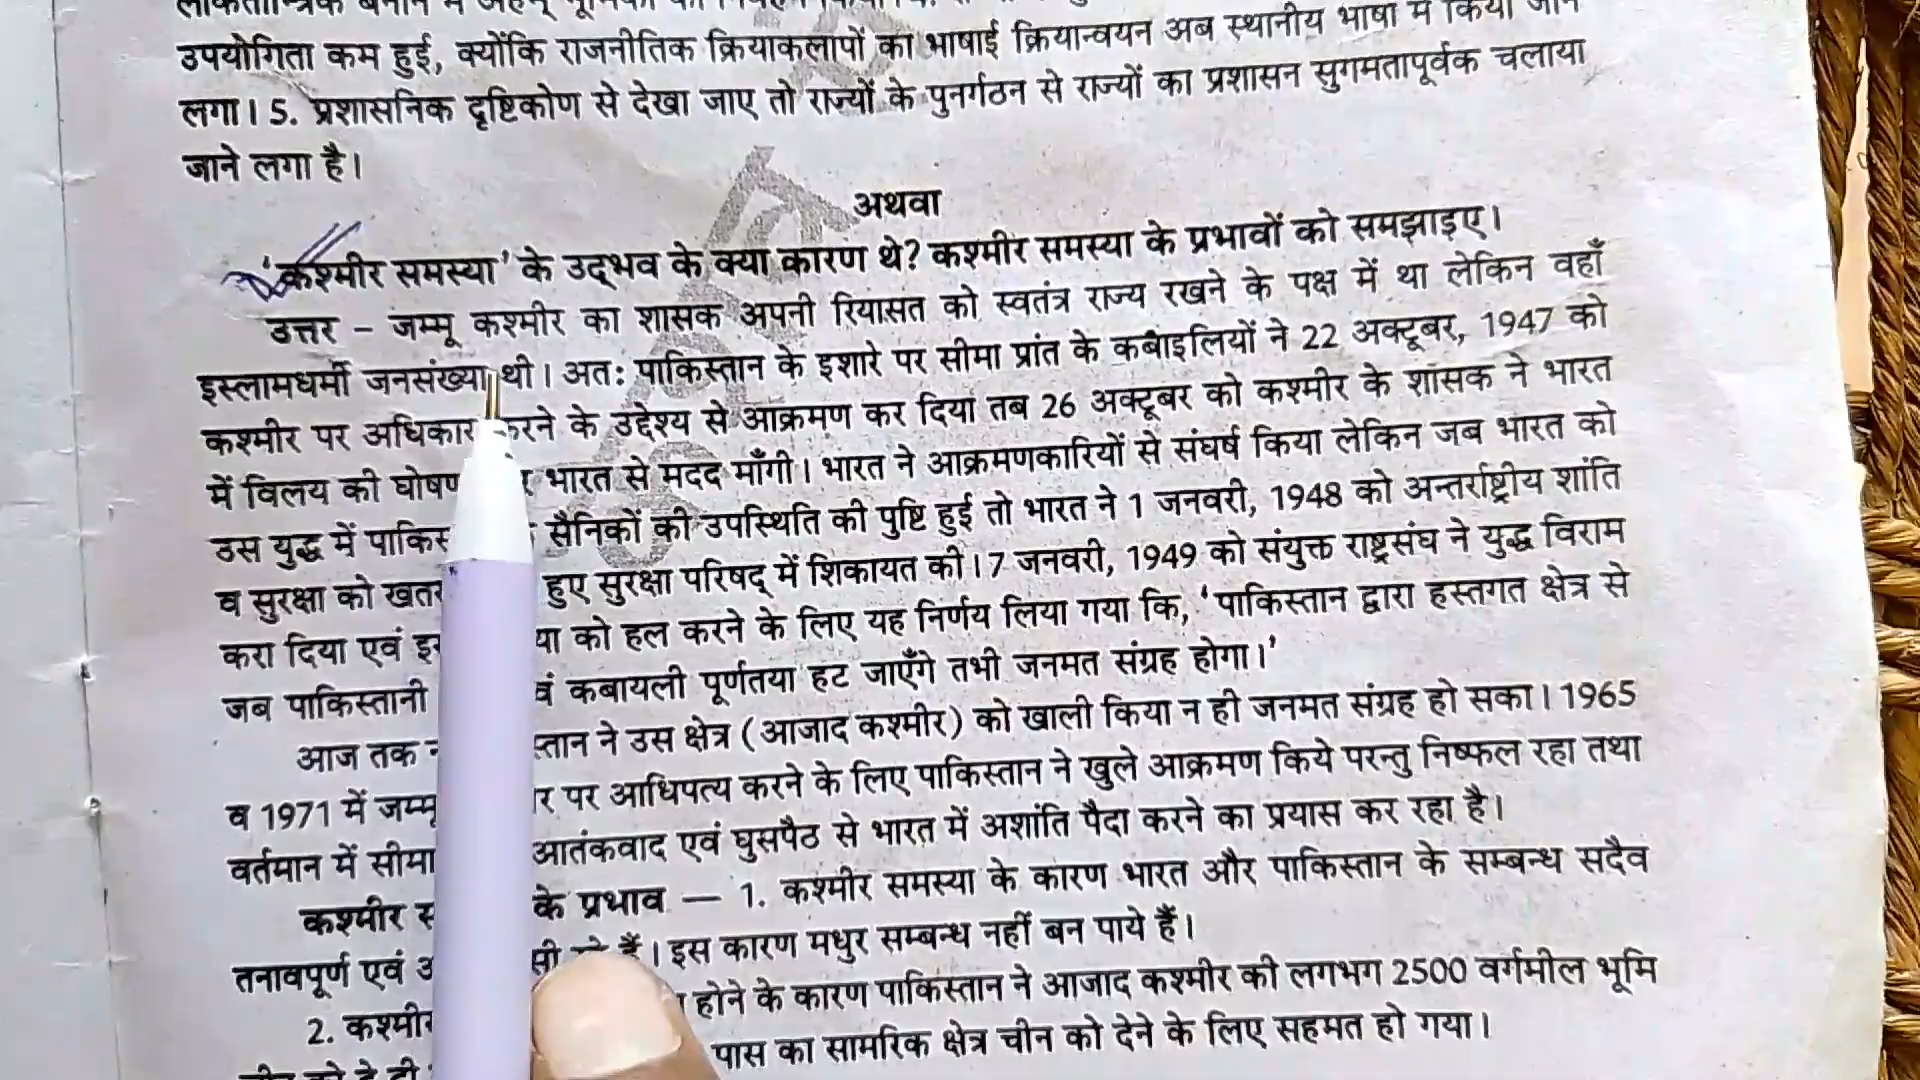 उपयोगिता कम हुई, क्योंकि राजनीतिक क्रियाकलापों का भाषाई क्रियान्वयन अब स्थानीय भाषा में किया जाने
लगा। 5. प्रशासनिक दृष्टिकोण से देखा जाए तो राज्यों के पुनर्गठन से राज्यों का प्रशासन सुगमतापूर्वक चलाया
जाने लगा है।
अथवा
'कश्मीर समस्या' के उद्भव के क्या कारण थे? कश्मीर समस्या के प्रभावों को समझाइए।
उत्तर – जम्मू कश्मीर का शासक अपनी रियासत को स्वतंत्र राज्य रखने के पक्ष में था लेकिन वहाँ
इस्लामधर्मी जनसंख्या थी। अतः पाकिस्तान के इशारे पर सीमा प्रांत के कबाइलियों ने 22 अक्टूबर, 1947 को
कश्मीर पर अधिकार करने के उद्देश्य से आक्रमण कर दिया तब 26 अक्टूबर को कश्मीर के शासक ने भारत
में विलय की भारत से मदद माँगी। भारत ने आक्रमणकारियों से संघर्ष किया लेकिन जब भारत को
उस युद्ध में सैनिकों की उपस्थिति की पुष्टि हुई तो भारत ने 1 जनवरी, 1948 को अन्तर्राष्ट्रीय शांति
व सुरक्षा को हुए सुरक्षा परिषद् में शिकायत की। 7 जनवरी, 1949 को संयुक्त राष्ट्रसंघ ने युद्ध विराम
करा दिया एवं को हल करने के लिए यह निर्णय लिया गया कि, 'पाकिस्तान द्वारा हस्तगत क्षेत्र से
जब पाकिस्तानी कबायली पूर्णतया हट जाएँगे तभी जनमत संग्रह होगा।'
आज तक ने उस क्षेत्र (आजाद कश्मीर) को खाली किया न ही जनमत संग्रह हो सका। 1965
व 1971 में पर आधिपत्य करने के लिए पाकिस्तान ने खुले आक्रमण किये परन्तु निष्फल रहा तथा
वर्तमान में सीमा आतंकवाद एवं घुसपैठ से भारत में अशांति पैदा करने का प्रयास कर रहा है।
कश्मीर के प्रभाव — 1. कश्मीर समस्या के कारण भारत और पाकिस्तान के सम्बन्ध सदैव
तनावपूर्ण एवं हैं। इस कारण मधुर सम्बन्ध नहीं बन पाये हैं।
2. कश्मीर होने के कारण पाकिस्तान ने आजाद कश्मीर की लगभग 2500 वर्गमील भूमि
पास का सामरिक क्षेत्र चीन को देने के लिए सहमत हो गया।